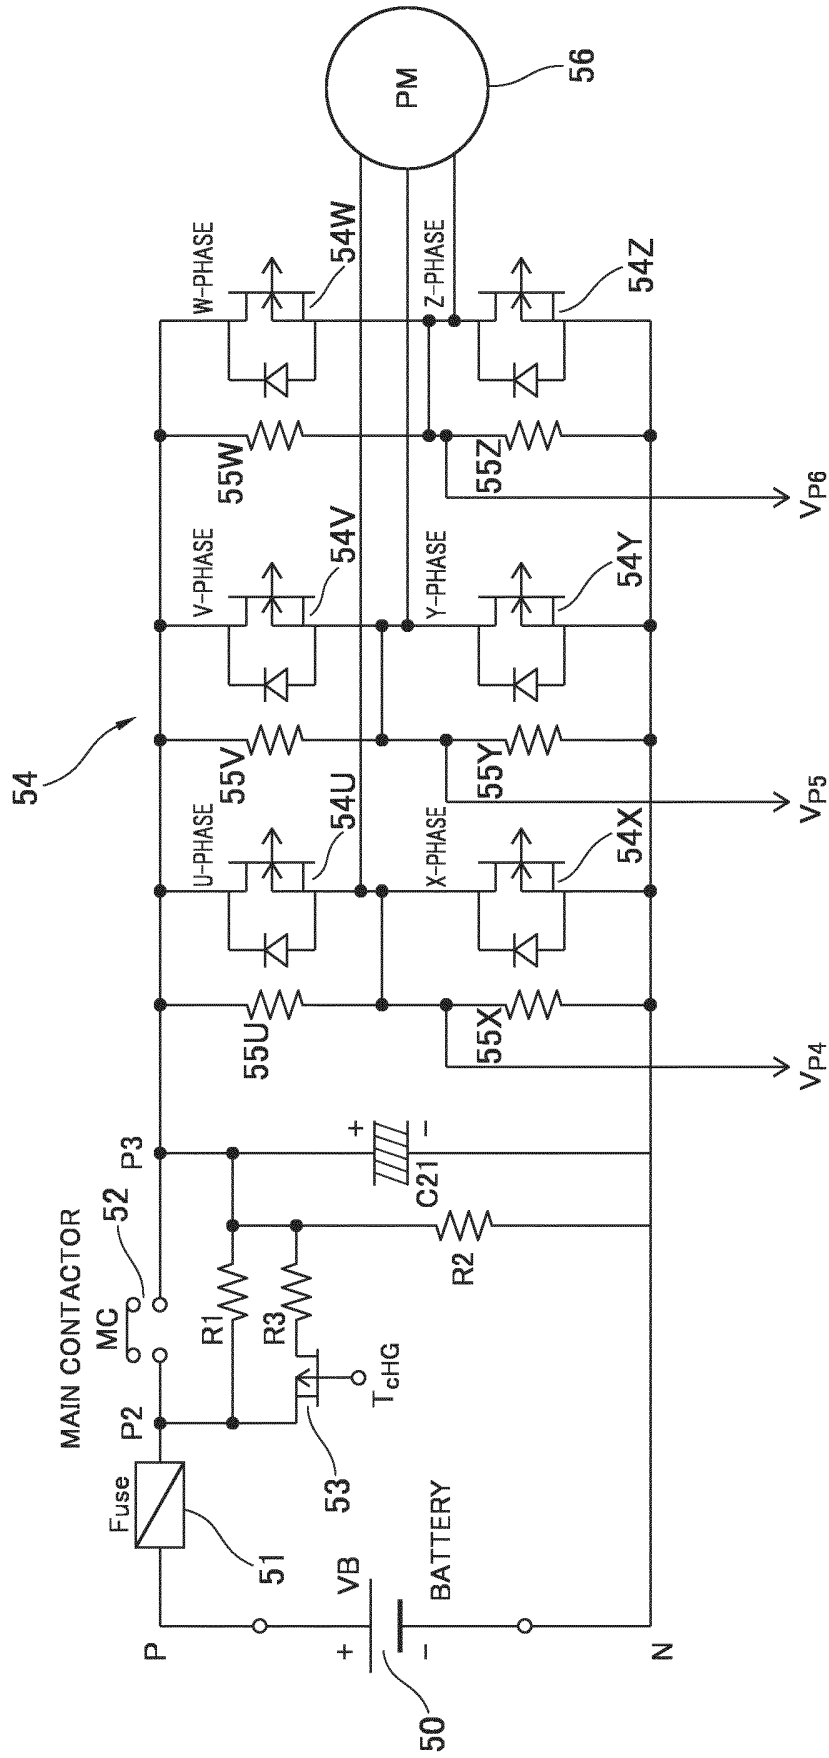 54
MAIN CONTACTOR
MC
52
P
Fuse
51
P2
P3
U-PHASE
V-PHASE
W-PHASE
R1
R3
53
TCHG
55U
54U
55V
54V
55W
54W
PM
56
50
+
VB
-
BATTERY
R2
+
C21
-
X-PHASE
Y-PHASE
Z-PHASE
55X
54X
55Y
54Y
55Z
54Z
N
VP4
VP5
VP6